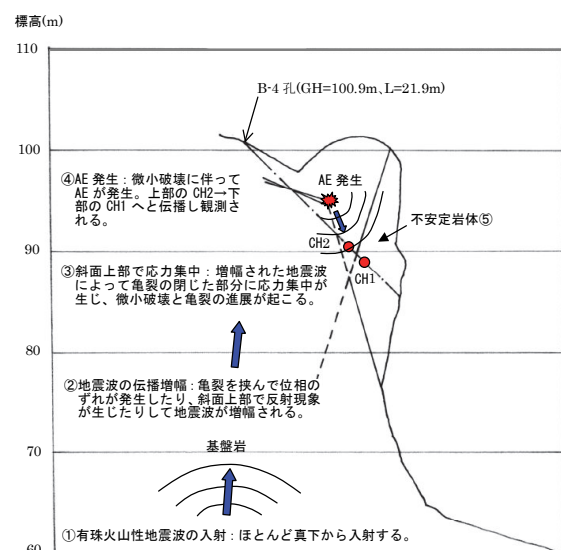 標高(m)
110
B-4 孔(GH=100.9m、L=21.9m)
100
④AE 発生：微小破壊に伴って
AE が発生。上部の CH2→下
部の CH1 へと伝播し観測さ
れる。
AE 発生
不安定岩体⑤
CH2
90
CH1
③斜面上部で応力集中：増幅された地震波
によって亀裂の閉じた部分に応力集中が
生じ、微小破壊と亀裂の進展が起こる。
80
②地震波の伝播増幅：亀裂を挟んで位相の
ずれが発生したり、斜面上部で反射現象
が生じたりして地震波が増幅される。
基盤岩
70
①有珠火山性地震波の入射：ほとんど真下から入射する。
60